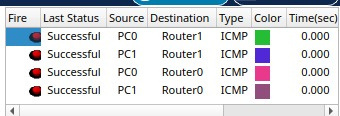 Fire Last Status Source Destination Type Color Time(sec)
Successful PC0 Router1 ICMP 0.000
Successful PC1 Router1 ICMP 0.000
Successful PC0 Router0 ICMP 0.000
Successful PC1 Router0 ICMP 0.000